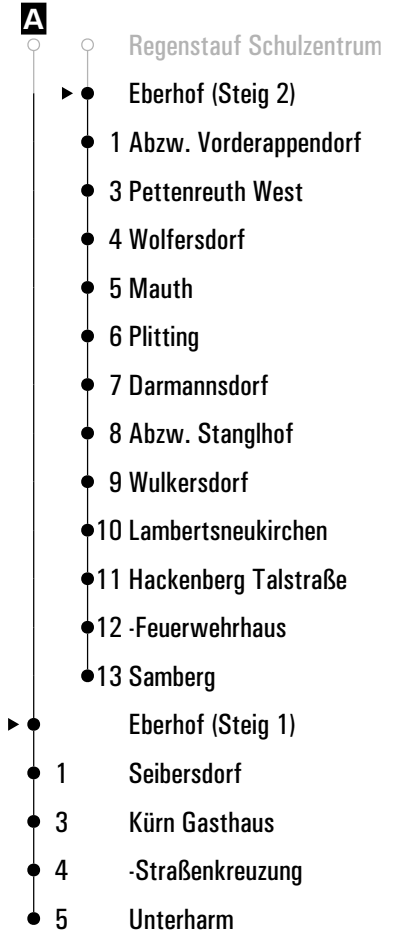 A
Regenstauf Schulzentrum
Eberhof (Steig 2)
1 Abzw. Vorderappendorf
3 Pettenreuth West
4 Wolfersdorf
5 Mauth
6 Plitting
7 Darmannsdorf
8 Abzw. Stanglhof
9 Wulkersdorf
10 Lambertsneukirchen
11 Hackenberg Talstraße
12 -Feuerwehrhaus
13 Samberg
Eberhof (Steig 1)
1 Seibersdorf
3 Kürn Gasthaus
4 -Straßenkreuzung
5 Unterharm